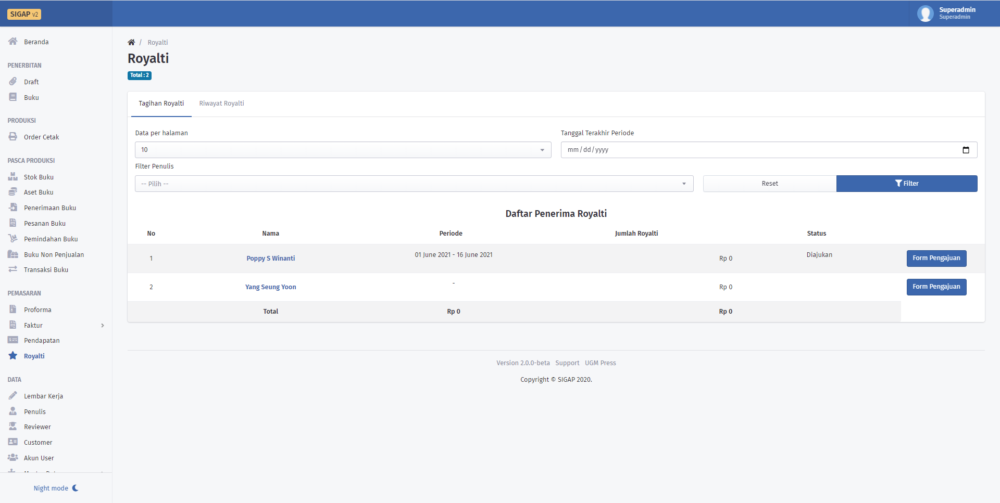 SIGAP v2
Superadmin
Superadmin
Beranda
PENERBITAN
Draft
Buku
PRODUKSI
Order Cetak
PASCA PRODUKSI
Stok Buku
Aset Buku
Penerimaan Buku
Pesanan Buku
Pemindahan Buku
Buku Non Penjualan
Transaksi Buku
PEMASARAN
Proforma
Faktur
Pendapatan
Royalti
DATA
Lembar Kerja
Penulis
Reviewer
Customer
Akun User
Night mode
/ Royalti
Royalti
Total : 2
Tagihan Royalti Riwayat Royalti
Data per halaman Tanggal Terakhir Periode
10 mm/dd/yyyy
Filter Penulis
-- Pilih -- Reset Filter
Daftar Penerima Royalti
No Nama Periode Jumlah Royalti Status
1 Poppy S Winanti 01 June 2021 - 16 June 2021 Rp 0 Diajukan Form Pengajuan
2 Yang Seung Yoon - Rp 0 Form Pengajuan
Total Rp 0 Rp 0
Version 2.0.0-beta Support UGM Press
Copyright © SIGAP 2020.